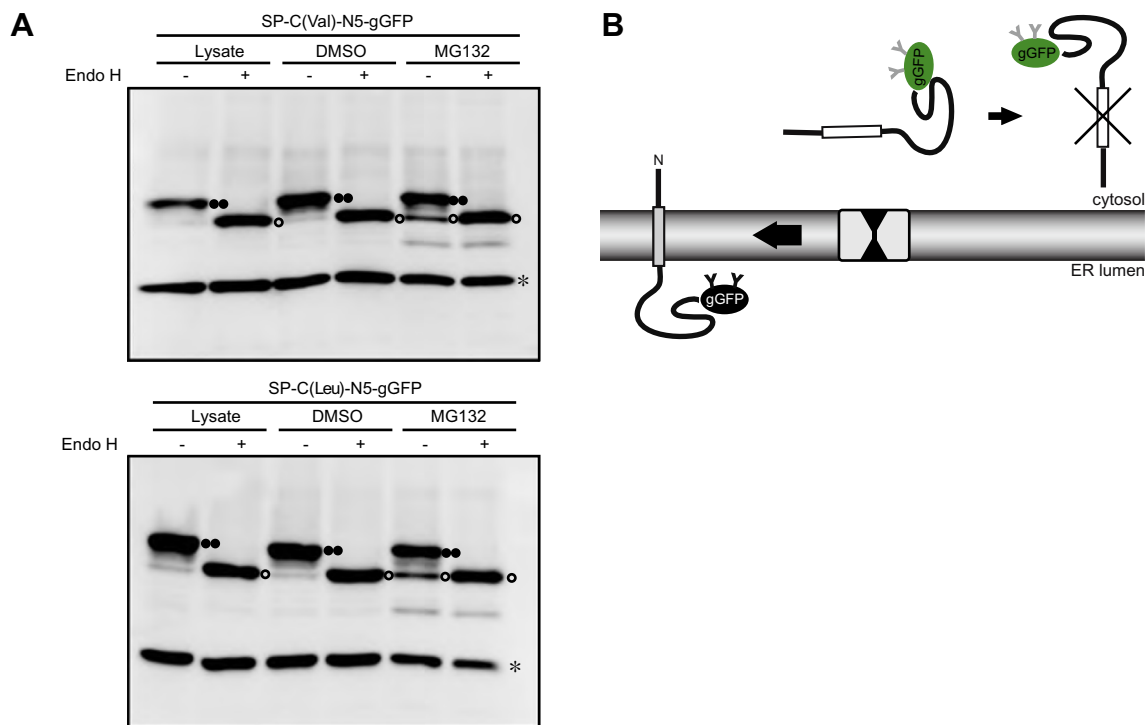 A
SP-C(Val)-N5-gGFP
Lysate DMSO MG132
Endo H - + - + - +
*
SP-C(Leu)-N5-gGFP
Lysate DMSO MG132
Endo H - + - + - +
*
B
gGFP
gGFP
N
cytosol
ER lumen
gGFP